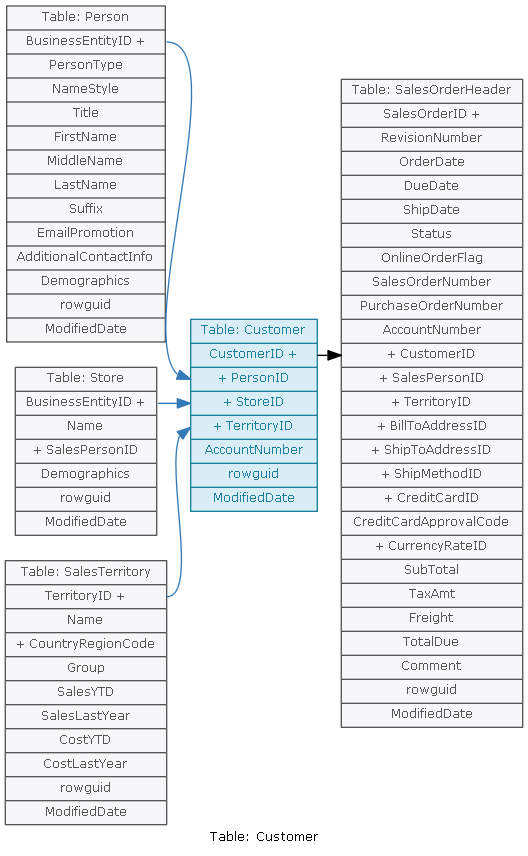 Table: Person
BusinessEntityID +
PersonType
NameStyle
Title
FirstName
MiddleName
LastName
Suffix
EmailPromotion
AdditionalContactInfo
Demographics
rowguid
ModifiedDate
Table: Store
BusinessEntityID +
Name
+ SalesPersonID
Demographics
rowguid
ModifiedDate
Table: SalesTerritory
TerritoryID +
Name
+ CountryRegionCode
Group
SalesYTD
SalesLastYear
CostYTD
CostLastYear
rowguid
ModifiedDate
Table: Customer
CustomerID +
+ PersonID
+ StoreID
+ TerritoryID
AccountNumber
rowguid
ModifiedDate
Table: SalesOrderHeader
SalesOrderID +
RevisionNumber
OrderDate
DueDate
ShipDate
Status
OnlineOrderFlag
SalesOrderNumber
PurchaseOrderNumber
AccountNumber
+ CustomerID
+ SalesPersonID
+ TerritoryID
+ BillToAddressID
+ ShipToAddressID
+ ShipMethodID
+ CreditCardID
CreditCardApprovalCode
+ CurrencyRateID
SubTotal
TaxAmt
Freight
TotalDue
Comment
rowguid
ModifiedDate
Table: Customer